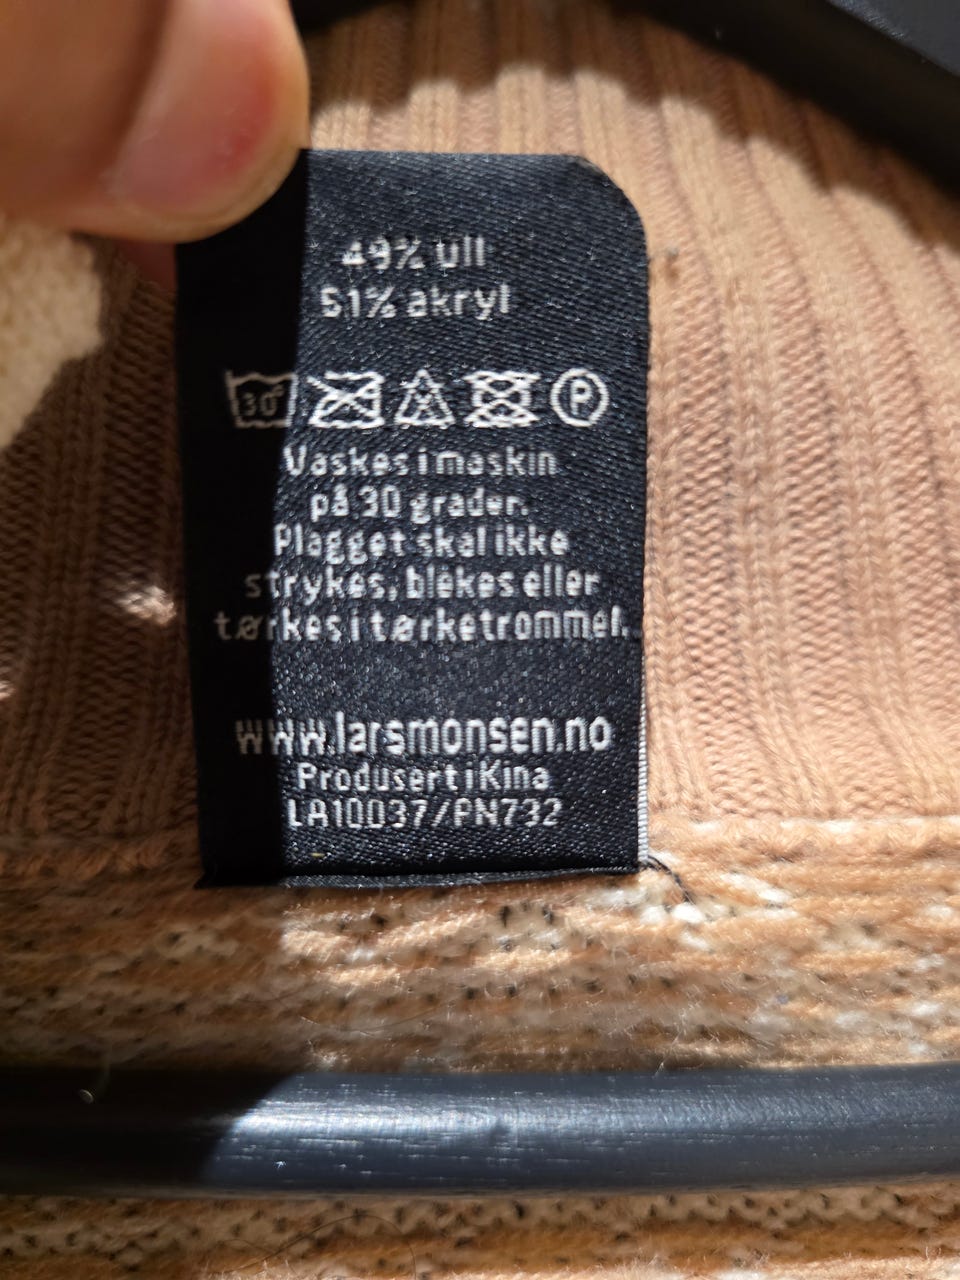 49% ull
51% akryl
30° P
Vaskes i maskin
på 30 grader.
Plagget skal ikke
strykes, blekes eller
tørkes i tørketrommel.
www.larsmonsen.no
Produsert i Kina
LA10037/PN732